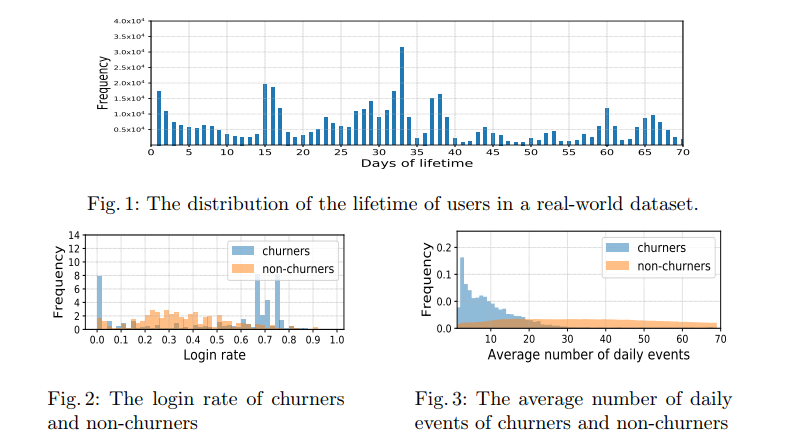 4.0x10⁴
3.5x10⁴
3.0x10⁴
2.5x10⁴
2.0x10⁴
1.5x10⁴
1.0x10⁴
0.5x10⁴
Frequency
0 5 10 15 20 25 30 35 40 45 50 55 60 65 70
Days of lifetime
Fig. 1: The distribution of the lifetime of users in a real-world dataset.
14
12
10
8
6
4
2
0
Frequency
churners
non-churners
0.0 0.1 0.2 0.3 0.4 0.5 0.6 0.7 0.8 0.9 1.0
Login rate
Fig. 2: The login rate of churners
and non-churners
0.2
0.1
0.0
0.0
Frequency
churners
non-churners
10 20 30 40 50 60 70
Average number of daily events
Fig. 3: The average number of daily
events of churners and non-churners